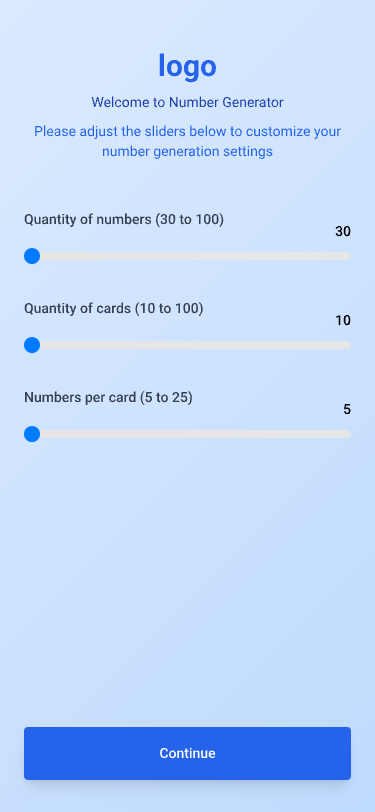 logo
Welcome to Number Generator
Please adjust the sliders below to customize your
number generation settings
Quantity of numbers (30 to 100)
30
Quantity of cards (10 to 100)
10
Numbers per card (5 to 25)
5
Continue